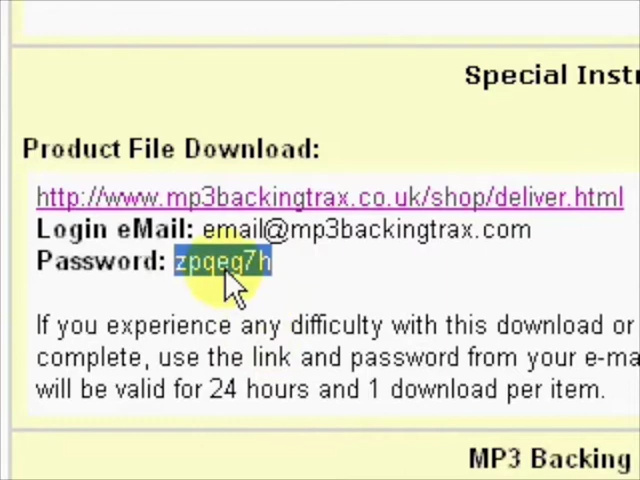 Special Inst
Product File Download:
http://www.mp3backingtrax.co.uk/shop/deliver.html
Login eMail: email@mp3backingtrax.com
Password: zpqeg7h
If you experience any difficulty with this download or
complete, use the link and password from your e-ma
will be valid for 24 hours and 1 download per item.
MP3 Backing